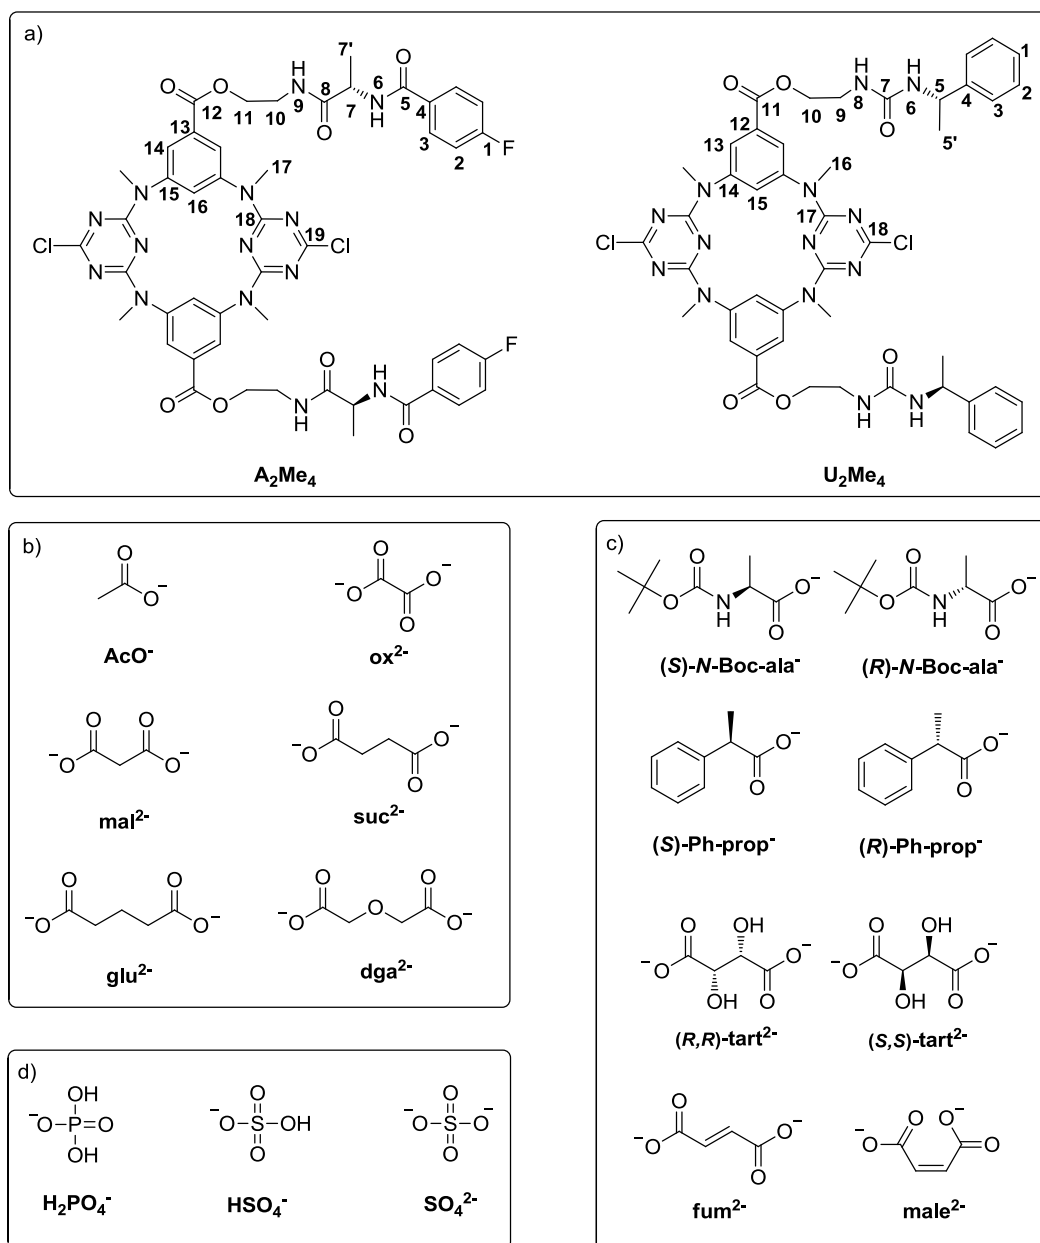 a)
7'
H
N
9
8
O
7
6
N
H
O
5
4
3
2
1
F
O
O
12
11
10
13
14
15
16
17
N
N
18
19
N
N
N
Cl
N
N
N
Cl
N
N
O
O
O
N
H
H
N
O
F
A2Me4
O
O
11
10
9
H
N
8
7
O
H
N
6
5
5'
4
3
2
1
12
13
14
15
16
N
N
17
18
N
N
N
Cl
N
N
N
Cl
N
N
O
O
O
N
H
N
H
U2Me4
b)
O
O−
AcO-
O
−O
O−
O
ox2-
O
O
−O
O−
mal2-
O
−O
O−
O
suc2-
O
O
−O
O−
glu2-
O
O
O
−O
O−
dga2-
c)
O
O
N
H
O−
O
(S)-N-Boc-ala-
O
O
N
H
O−
O
(R)-N-Boc-ala-
O−
O
(S)-Ph-prop-
O−
O
(R)-Ph-prop-
O
OH
−O
O−
OH
O
(R,R)-tart2-
O
OH
−O
O−
OH
O
(S,S)-tart2-
O
−O
O−
O
fum2-
O
−O
O−
O
male2-
d)
OH
−O
P
O
OH
H2PO4-
O
−O
S
OH
O
HSO4-
O
−O
S
O−
O
SO42-